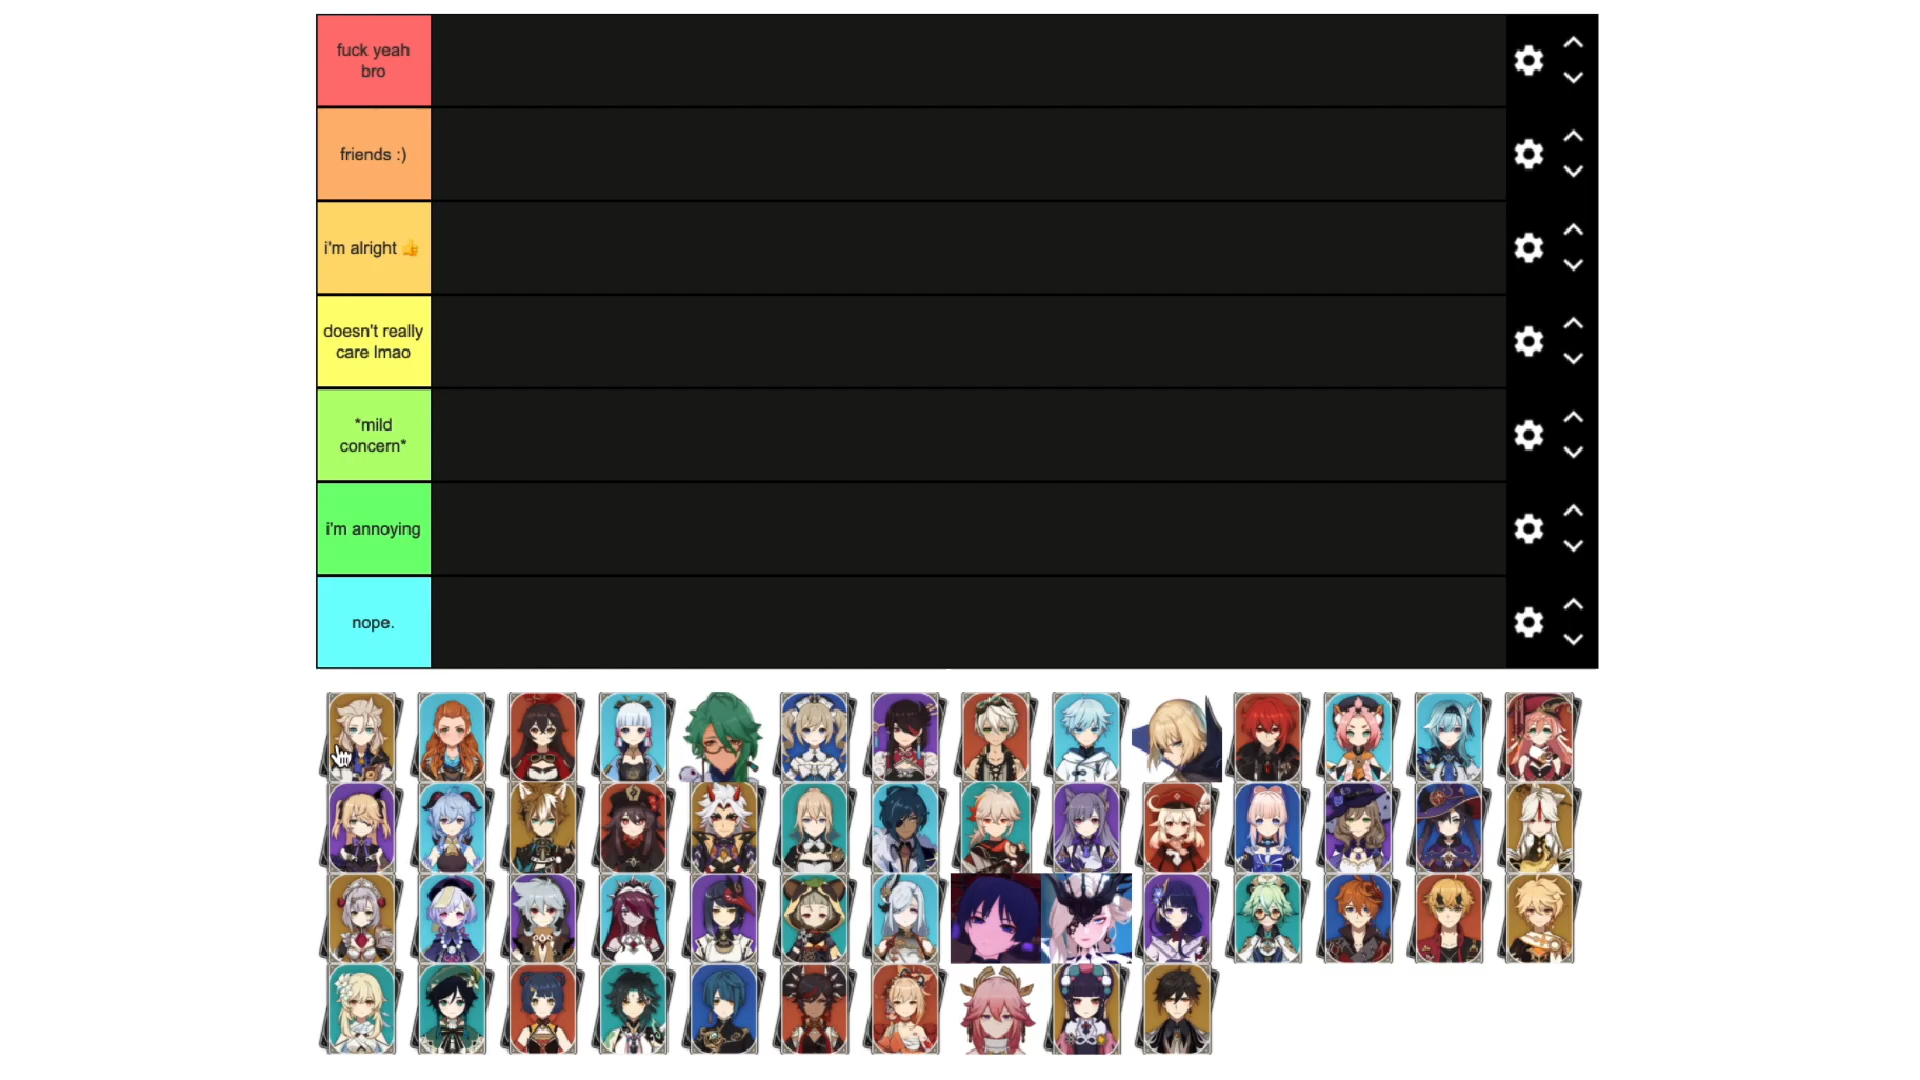 fuck yeah
bro
friends :)
i'm alright 👍
doesn't really
care lmao
*mild
concern*
i'm annoying
nope.